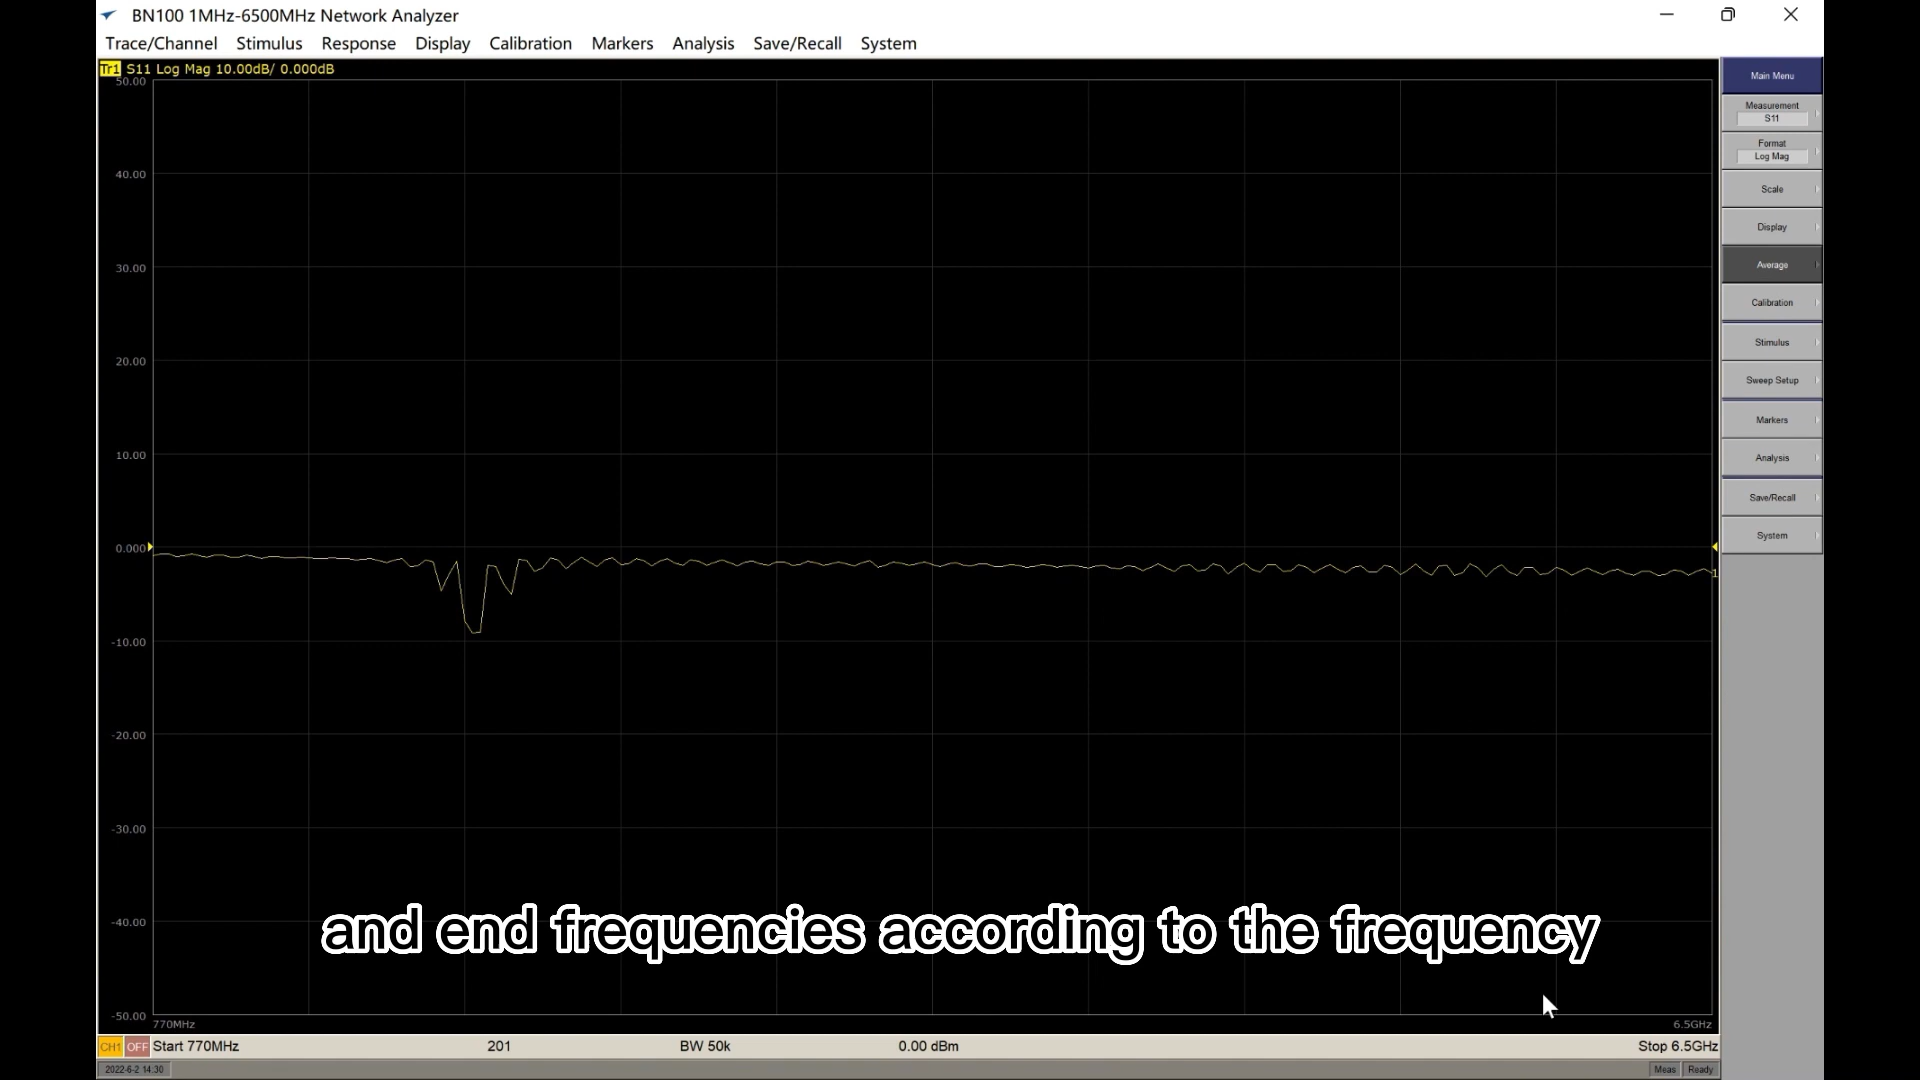 BN100 1MHz-6500MHz Network Analyzer
Trace/Channel Stimulus Response Display Calibration Markers Analysis Save/Recall System
Tr1 S11 Log Mag 10.00dB/ 0.000dB
50.00
40.00
30.00
20.00
10.00
0.000
-10.00
-20.00
-30.00
-40.00
-50.00
1
770MHz 6.5GHz
Main Menu
Measurement
S11
Format
Log Mag
Scale
Display
Average
Calibration
Stimulus
Sweep Setup
Markers
Analysis
Save/Recall
System
and end frequencies according to the frequency
CH1 OFF Start 770MHz 201 BW 50k 0.00 dBm Stop 6.5GHz
2022-6-2 14:30 Meas Ready